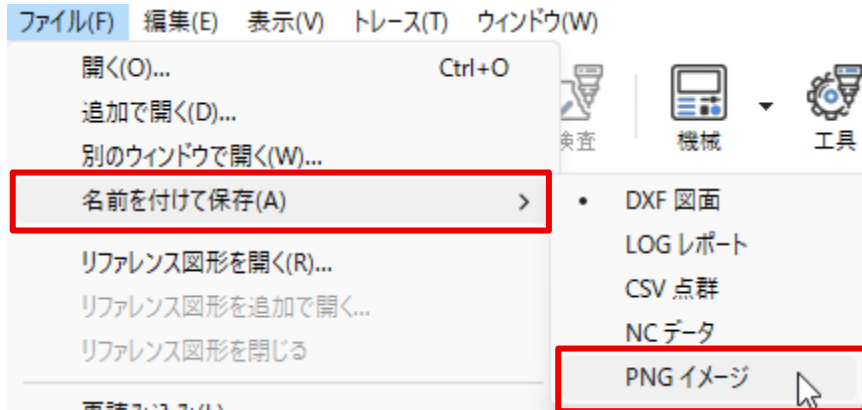 ファイル(F) 編集(E) 表示(V) トレース(T) ウィンドウ(W)
開く(O)... Ctrl+O
追加で開く(D)...
別のウィンドウで開く(W)...
名前を付けて保存(A)
リファレンス図形を開く(R)...
リファレンス図形を追加で開く...
リファレンス図形を閉じる
検査 機械 工具
DXF 図面
LOG レポート
CSV 点群
NC データ
PNG イメージ